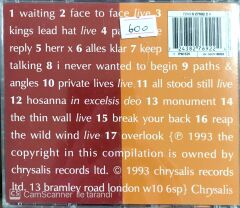 1 waiting 2 face to face live 3
kings lead hat live 4 pa
reply 5 herr x 6 alles klar 7 keep
talking 8 i never wanted to begin 9 paths &
angles 10 private lives live 11 all stood still live
12 hosanna in excelsis deo 13 monument 14
the thin wall live 15 break your back 16 reap
the wild wind live 17 overlook {℗ 1993 the
copyright in this compilation is owned by
chrysalis records ltd. © 1993 chrysalis records
ltd. 13 bramley road london w10 6sp} Chrysalis
600
CS CamScanner ile tarandı